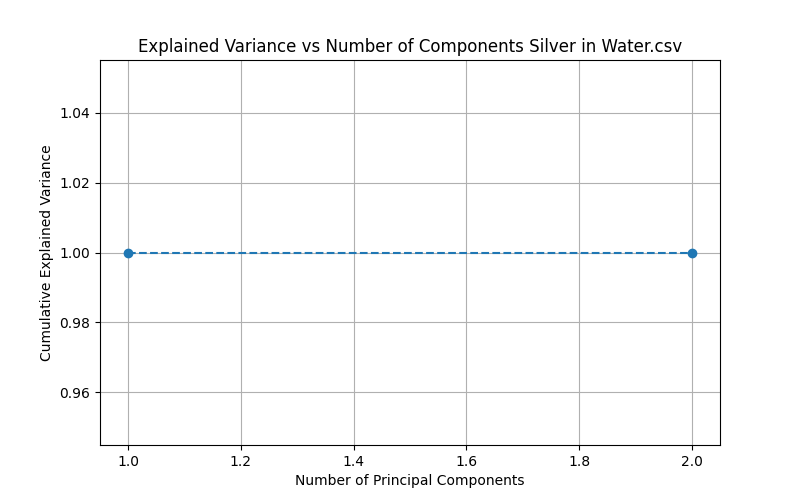 Explained Variance vs Number of Components Silver in Water.csv
1.04
1.02
1.00
0.98
0.96
Cumulative Explained Variance
1.0 1.2 1.4 1.6 1.8 2.0
Number of Principal Components